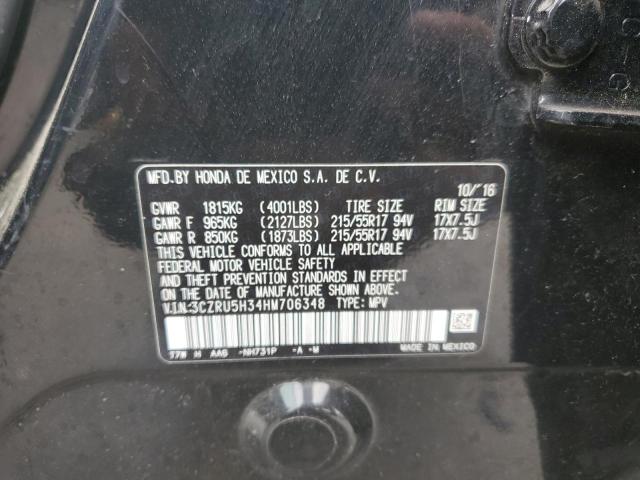 MFD.BY HONDA DE MEXICO S.A. DE C.V.
10/'16
GVWR 1815KG (4001LBS) TIRE SIZE RIM SIZE
GAWR F 965KG (2127LBS) 215/55R17 94V 17X7.5J
GAWR R 850KG (1873LBS) 215/55R17 94V 17X7.5J
THIS VEHICLE CONFORMS TO ALL APPLICABLE
FEDERAL MOTOR VEHICLE SAFETY
AND THEFT PREVENTION STANDARDS IN EFFECT
ON THE DATE OF MANUFACTURE SHOWN ABOVE.
V.I.N.:3CZRU5H34HM706348 TYPE: MPV
17W H AAG -NH731P -A -M MADE IN MEXICO